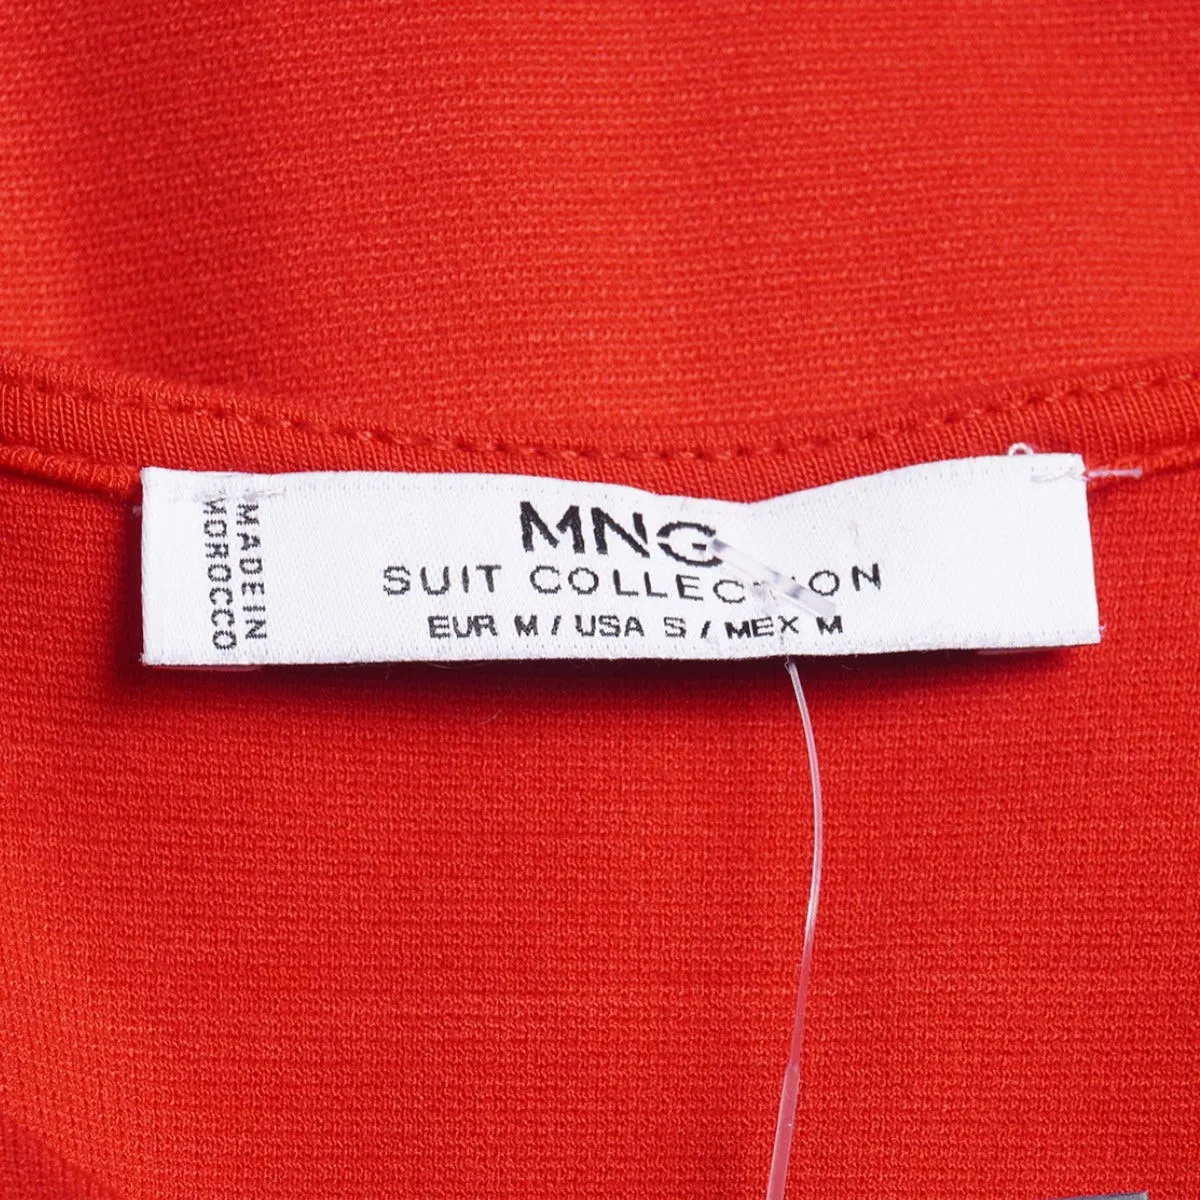 MNG
SUIT COLLECTION
EUR M / USA S / MEX M
MADE IN
MOROCCO